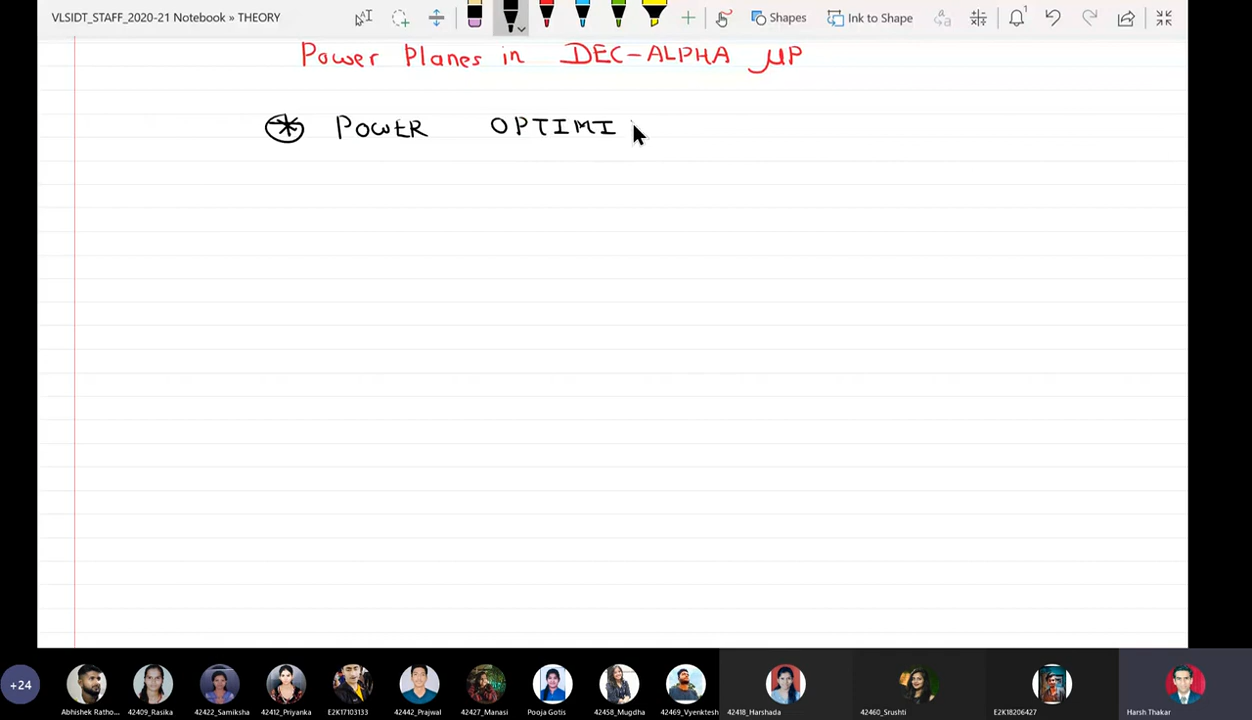 VLSIDT_STAFF_2020-21 Notebook » THEORY
Shapes
Ink to Shape
Power Planes in DEC-ALPHA μP
POWER OPTIMI
+24
Abhishek Ratho...
42409_Rasika
42422_Samiksha
42412_Priyanka
E2K17103133
42442_Prajwal
42427_Manasi
Pooja Gotis
42458_Mugdha
42469_Vyenktesh
42418_Harshada
42460_Srushti
E2K18206427
Harsh Thakar